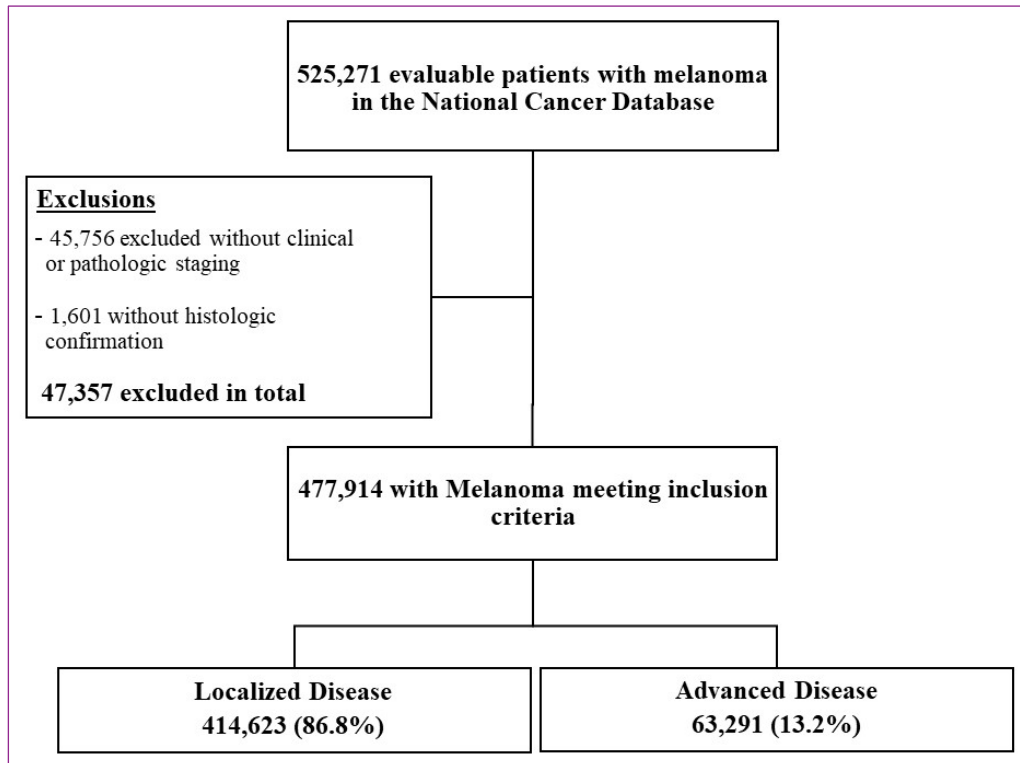 525,271 evaluable patients with melanoma
in the National Cancer Database
Exclusions
- 45,756 excluded without clinical
or pathologic staging
- 1,601 without histologic
confirmation
47,357 excluded in total
477,914 with Melanoma meeting inclusion
criteria
Localized Disease
414,623 (86.8%)
Advanced Disease
63,291 (13.2%)